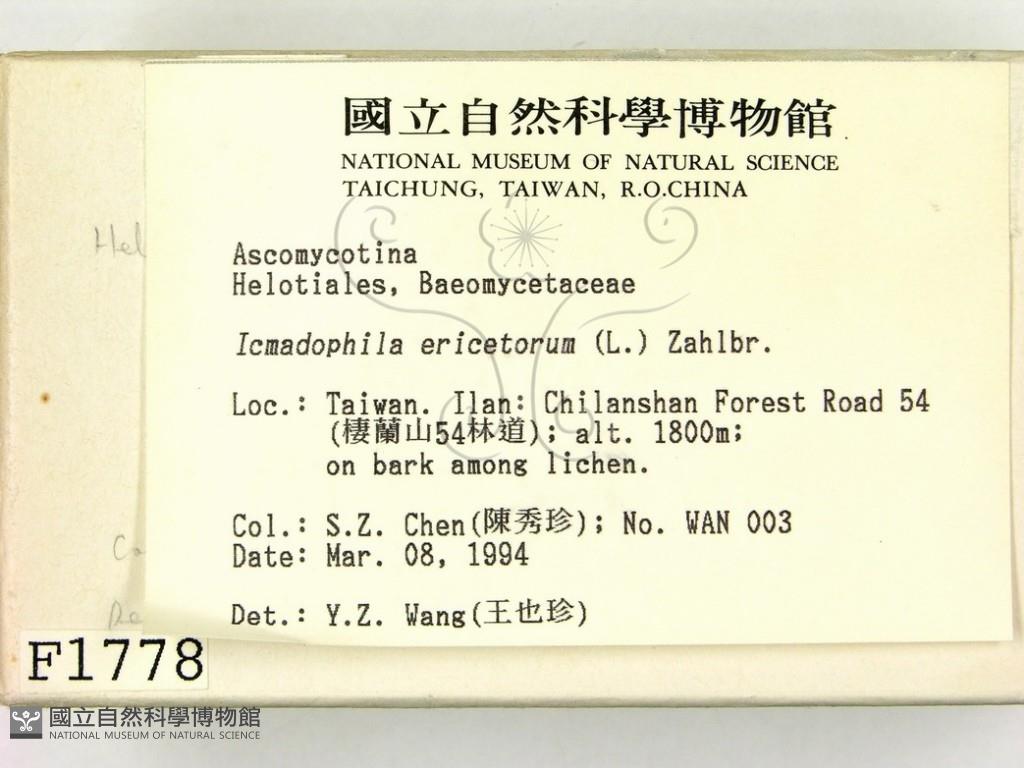 國立自然科學博物館
NATIONAL MUSEUM OF NATURAL SCIENCE
TAICHUNG, TAIWAN, R.O.CHINA
Hel
Ascomycotina
Helotiales, Baeomycetaceae
Icmadophila ericetorum (L.) Zahlbr.
Loc.: Taiwan. Ilan: Chilanshan Forest Road 54
(棲蘭山54林道); alt. 1800m;
on bark among lichen.
Col.: S.Z. Chen(陳秀珍); No. WAN 003
Date: Mar. 08, 1994
Det.: Y.Z. Wang(王也珍)
F1778
國立自然科學博物館
NATIONAL MUSEUM OF NATURAL SCIENCE